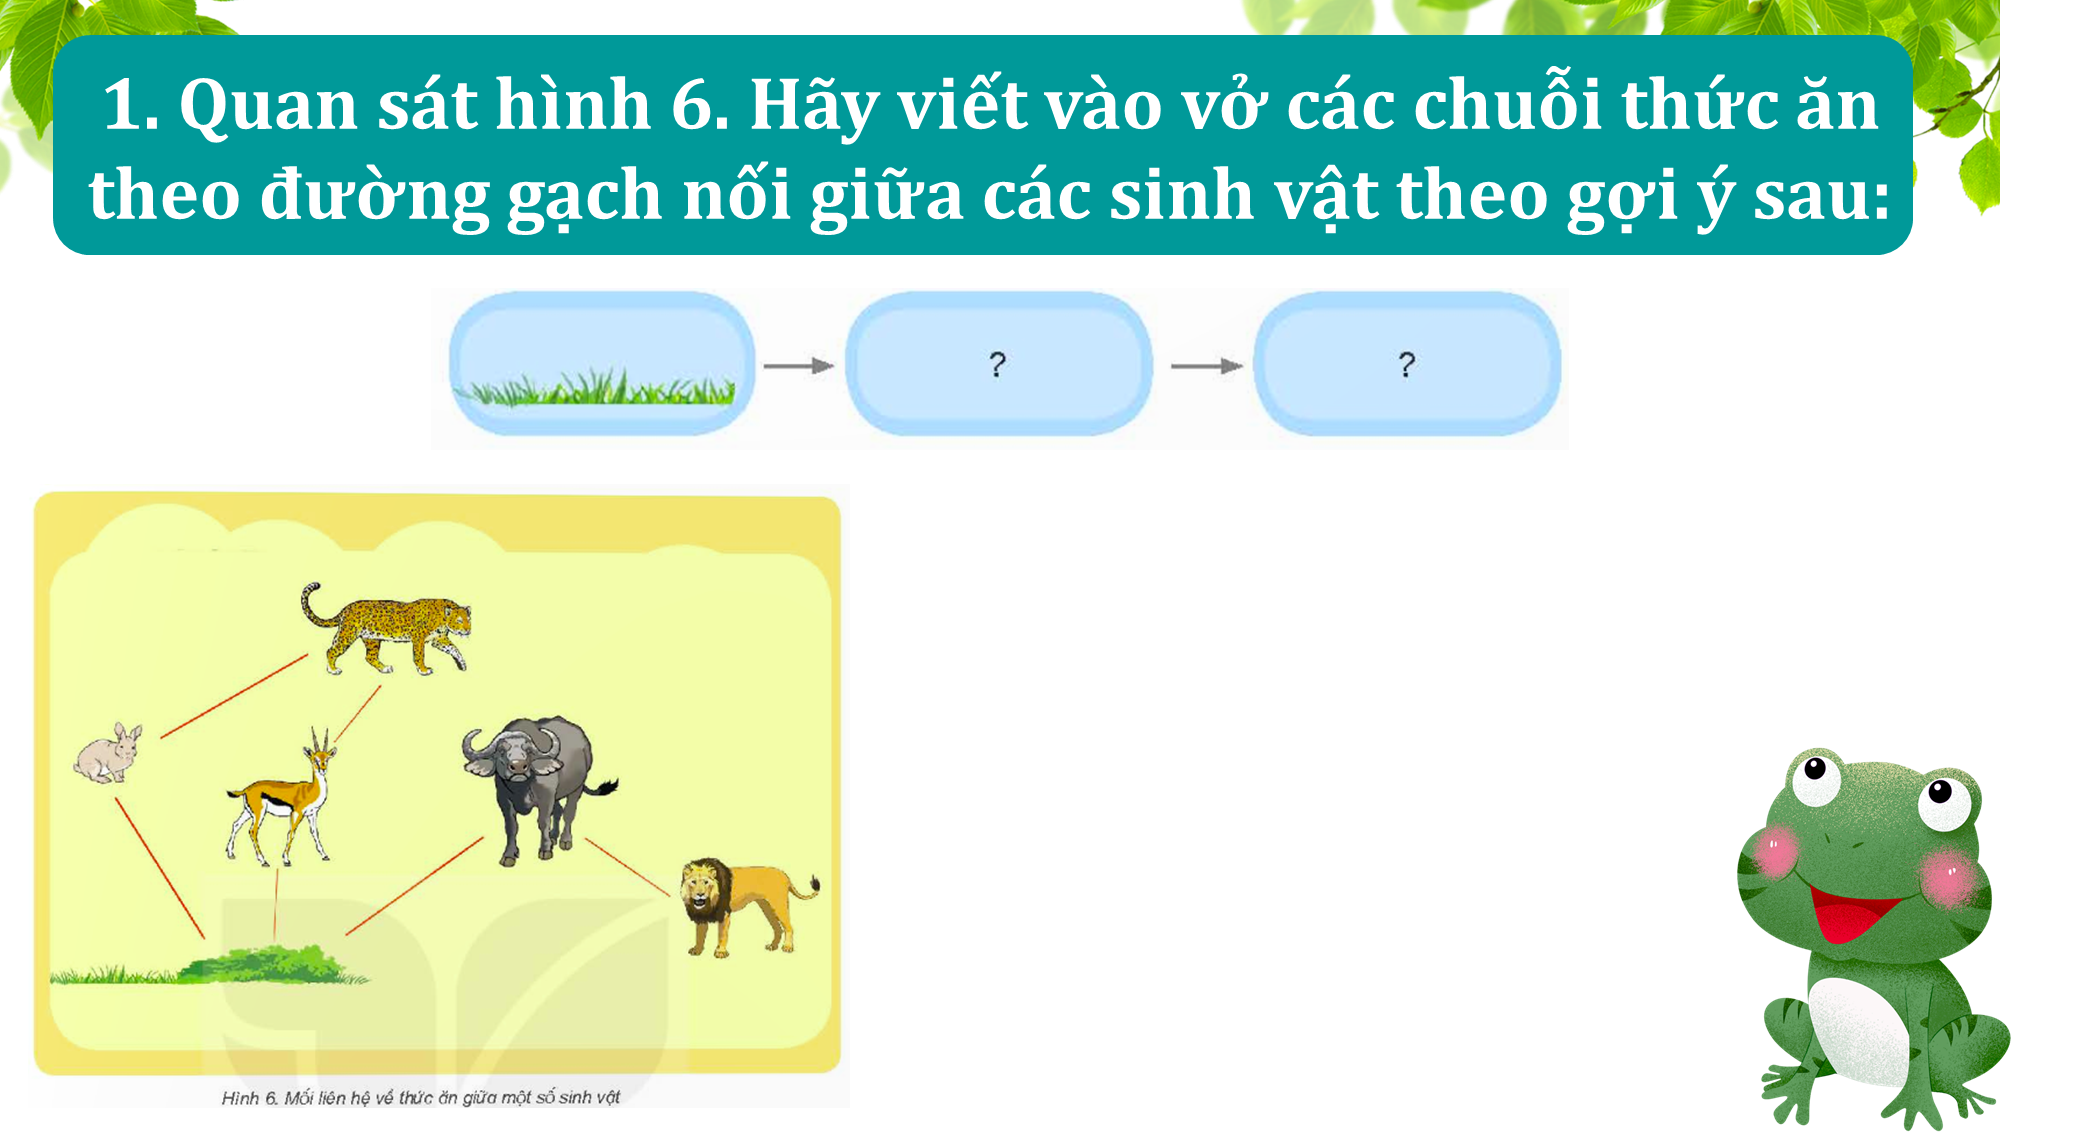 1. Quan sát hình 6. Hãy viết vào vở các chuỗi thức ăn
theo đường gạch nối giữa các sinh vật theo gợi ý sau:
?
?
Hình 6. Mối liên hệ về thức ăn giữa một số sinh vật